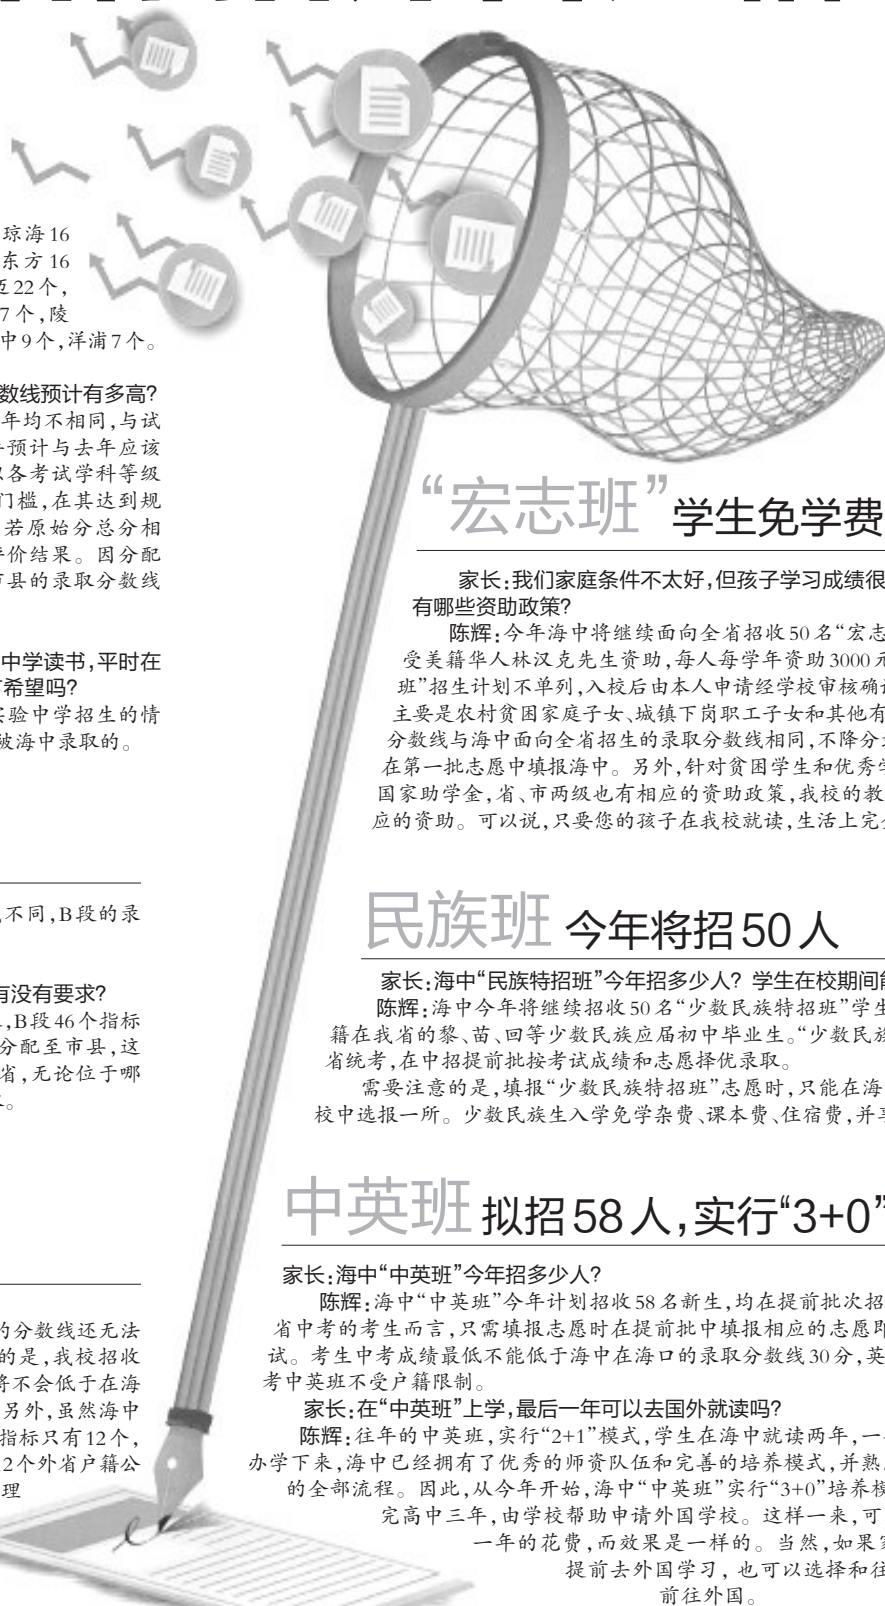 琼海16
东方16
迈22个,
7个,陵
中9个,洋浦7个。
数线预计有多高?
年均不相同,与试
预计与去年应该
各考试学科等级
门槛,在其达到规
若原始分总分相
评价结果。因分配
市县的录取分数线
中学读书,平时在
希望吗?
实验中学招生的情
被海中录取的。
不同,B段的录
有没有要求?
,B段46个指标
分配至市县,这
省,无论位于哪
。
的分数线还无法
的是,我校招收
将不会低于在海
另外,虽然海中
指标只有12个,
2个外省户籍公
理
“宏志班”学生免学费
家长:我们家庭条件不太好,但孩子学习成绩很
有哪些资助政策?
陈辉:今年海中将继续面向全省招收50名“宏志
受美籍华人林汉克先生资助,每人每学年资助3000元
班”招生计划不单列,入校后由本人申请经学校审核确
主要是农村贫困家庭子女、城镇下岗职工子女和其他有
分数线与海中面向全省招生的录取分数线相同,不降分
在第一批志愿中填报海中。另外,针对贫困学生和优秀学
国家助学金,省、市两级也有相应的资助政策,我校的教
应的资助。可以说,只要您的孩子在我校就读,生活上完
民族班 今年将招50人
家长:海中“民族特招班”今年招多少人?学生在校期间
陈辉:海中今年将继续招收50名“少数民族特招班”学生
籍在我省的黎、苗、回等少数民族应届初中毕业生。“少数民族
省统考,在中招提前批按考试成绩和志愿择优录取。
需要注意的是,填报“少数民族特招班”志愿时,只能在海
校中选报一所。少数民族生入学免学杂费、课本费、住宿费,并
中英班 拟招58人,实行“3+0”
家长:海中“中英班”今年招多少人?
陈辉:海中“中英班”今年计划招收58名新生,均在提前批次招
省中考的考生而言,只需填报志愿时在提前批中填报相应的志愿即
试。考生中考成绩最低不能低于海中在海口的录取分数线30分,英
考中英班不受户籍限制。
家长:在“中英班”上学,最后一年可以去国外就读吗?
陈辉:往年的中英班,实行“2+1”模式,学生在海中就读两年,一
办学下来,海中已经拥有了优秀的师资队伍和完善的培养模式,并熟
的全部流程。因此,从今年开始,海中“中英班”实行“3+0”培养模
完高中三年,由学校帮助申请外国学校。这样一来,可
一年的花费,而效果是一样的。当然,如果
提前去外国学习,也可以选择和往
前往外国。